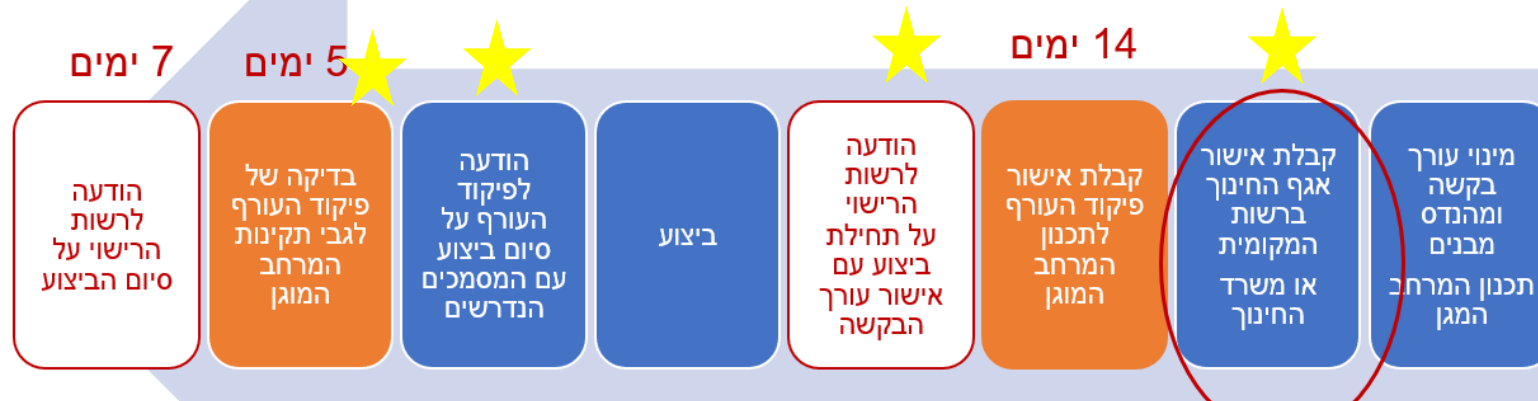 מינוי עורך
בקשה
ומהנדס
מבנים
תכנון המרחב
המגן
קבלת אישור
אגף החינוך
ברשות
המקומית
או משרד
החינוך
14 ימים
קבלת אישור
פיקוד העורף
לתכנון
המרחב
המוגן
הודעה
לרשות
הרישוי
על תחילת
ביצוע עם
אישור עורך
הבקשה
ביצוע
הודעה
לפיקוד
העורף על
סיום ביצוע
עם המסמכים
הנדרשים
5 ימים
בדיקה של
פיקוד העורף
לגבי תקינות
המרחב
המוגן
7 ימים
הודעה
לרשות
הרישוי על
סיום הביצוע